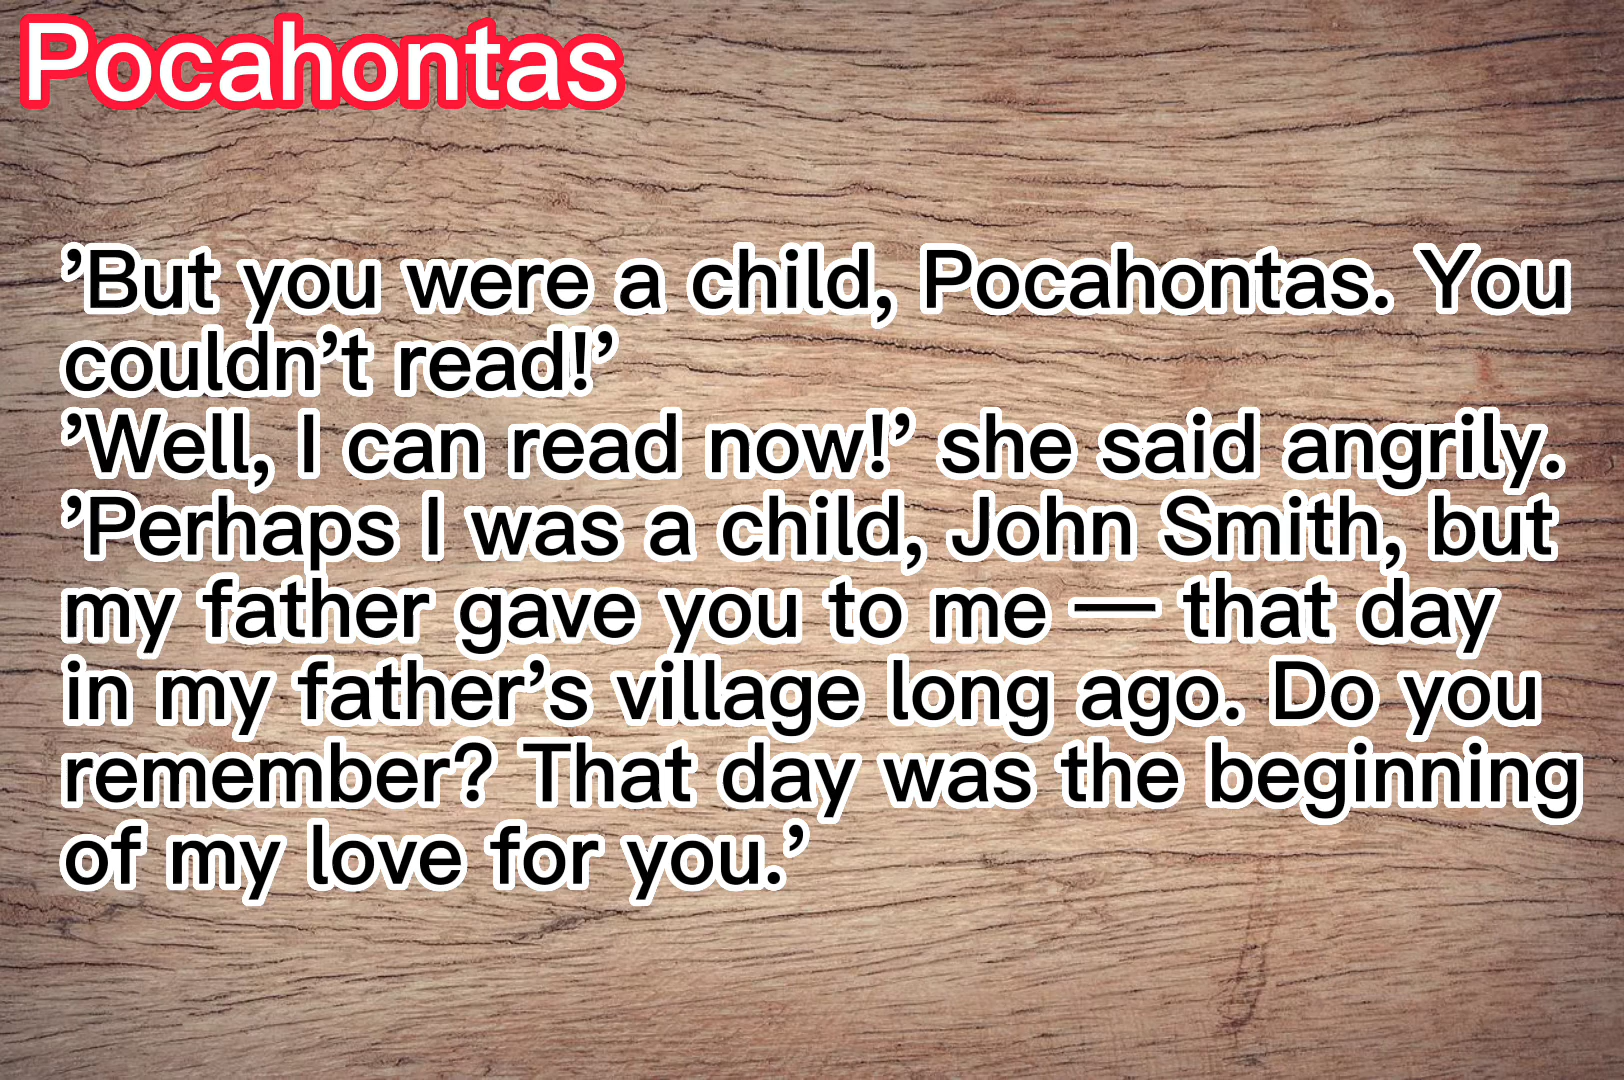 Pocahontas
’But you were a child, Pocahontas. You
couldn’t read!’
’Well, I can read now!’ she said angrily.
’Perhaps I was a child, John Smith, but
my father gave you to me — that day
in my father’s village long ago. Do you
remember? That day was the beginning
of my love for you.’